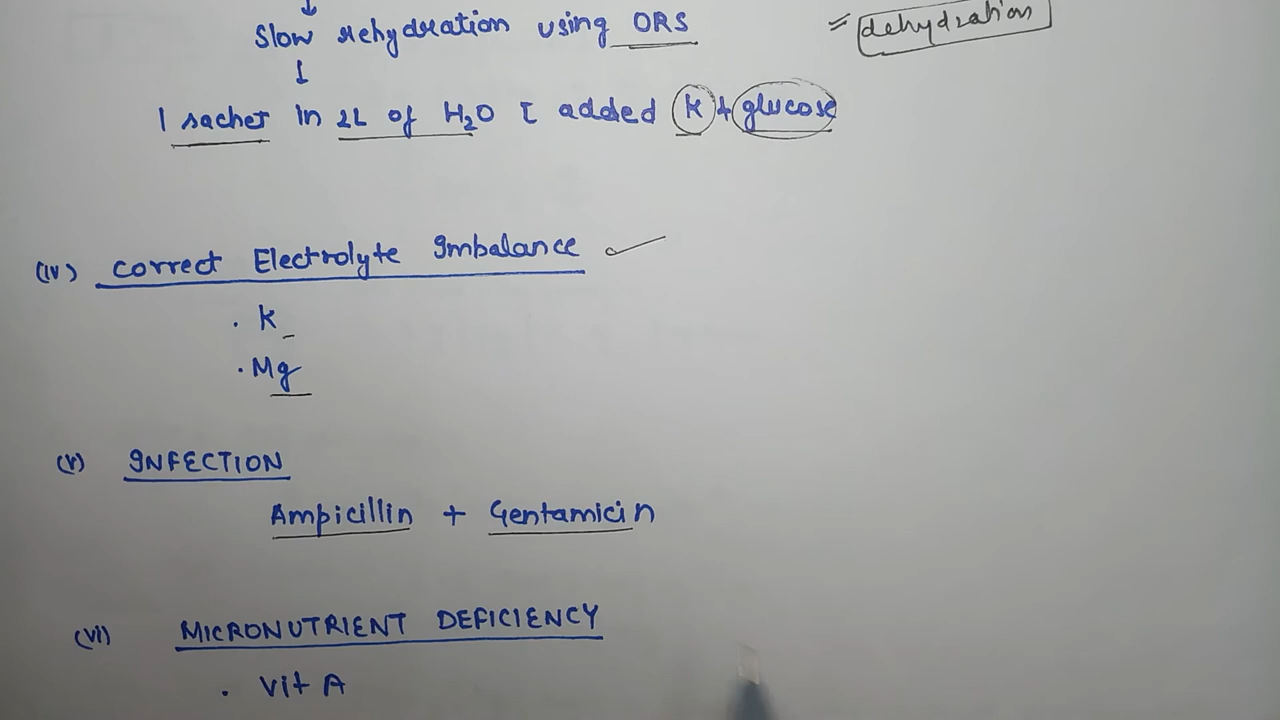 Slow rehydration using ORS
= dehydration
1 sachet in 2L of H₂O c̄ added K + glucose
(iv) Correct Electrolyte Imbalance
. K
. Mg
(v) INFECTION
Ampicillin + Gentamicin
(vi) MICRONUTRIENT DEFICIENCY
. Vit A